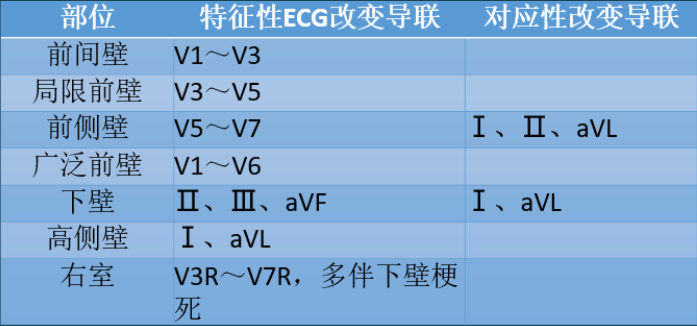 部位 特征性ECG改变导联 对应性改变导联
前间壁 V1～V3
局限前壁 V3～V5
前侧壁 V5～V7 Ⅰ、Ⅱ、aVL
广泛前壁 V1～V6
下壁 Ⅱ、Ⅲ、aVF Ⅰ、aVL
高侧壁 Ⅰ、aVL
右室 V3R～V7R，多伴下壁梗
死